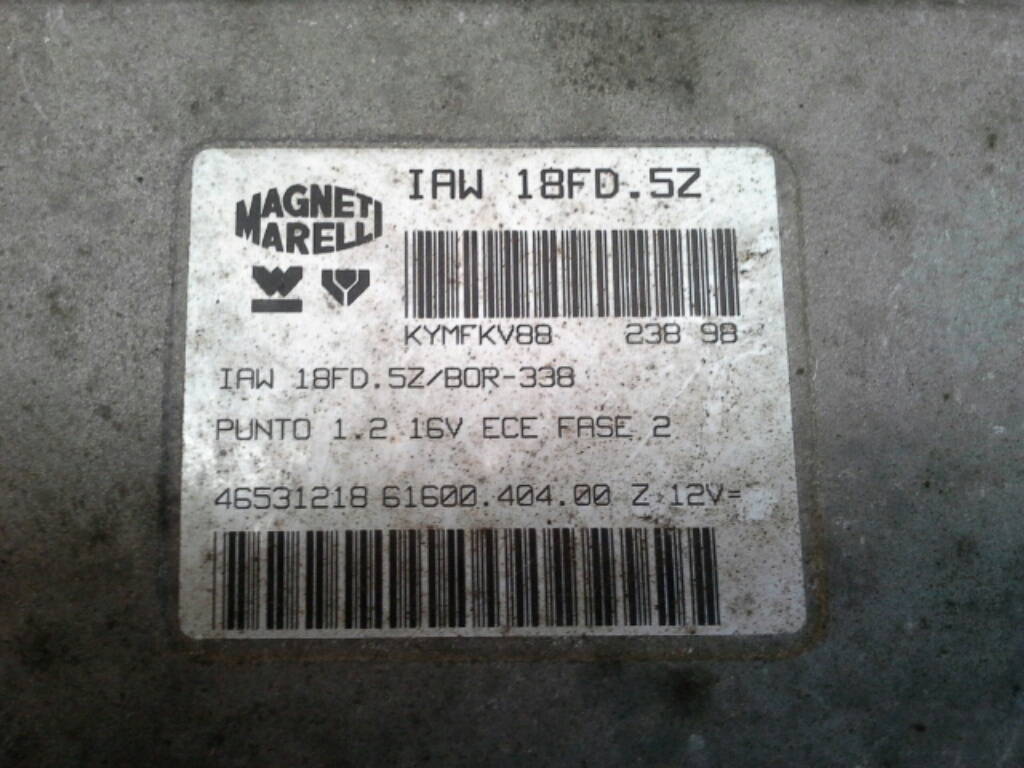 MAGNETI
MARELLI
IAW 18FD.5Z
KYMFKV88 238 98
IAW 18FD.5Z/BOR-338
PUNTO 1.2 16V ECE FASE 2
46531218 61600.404.00 Z 12V=